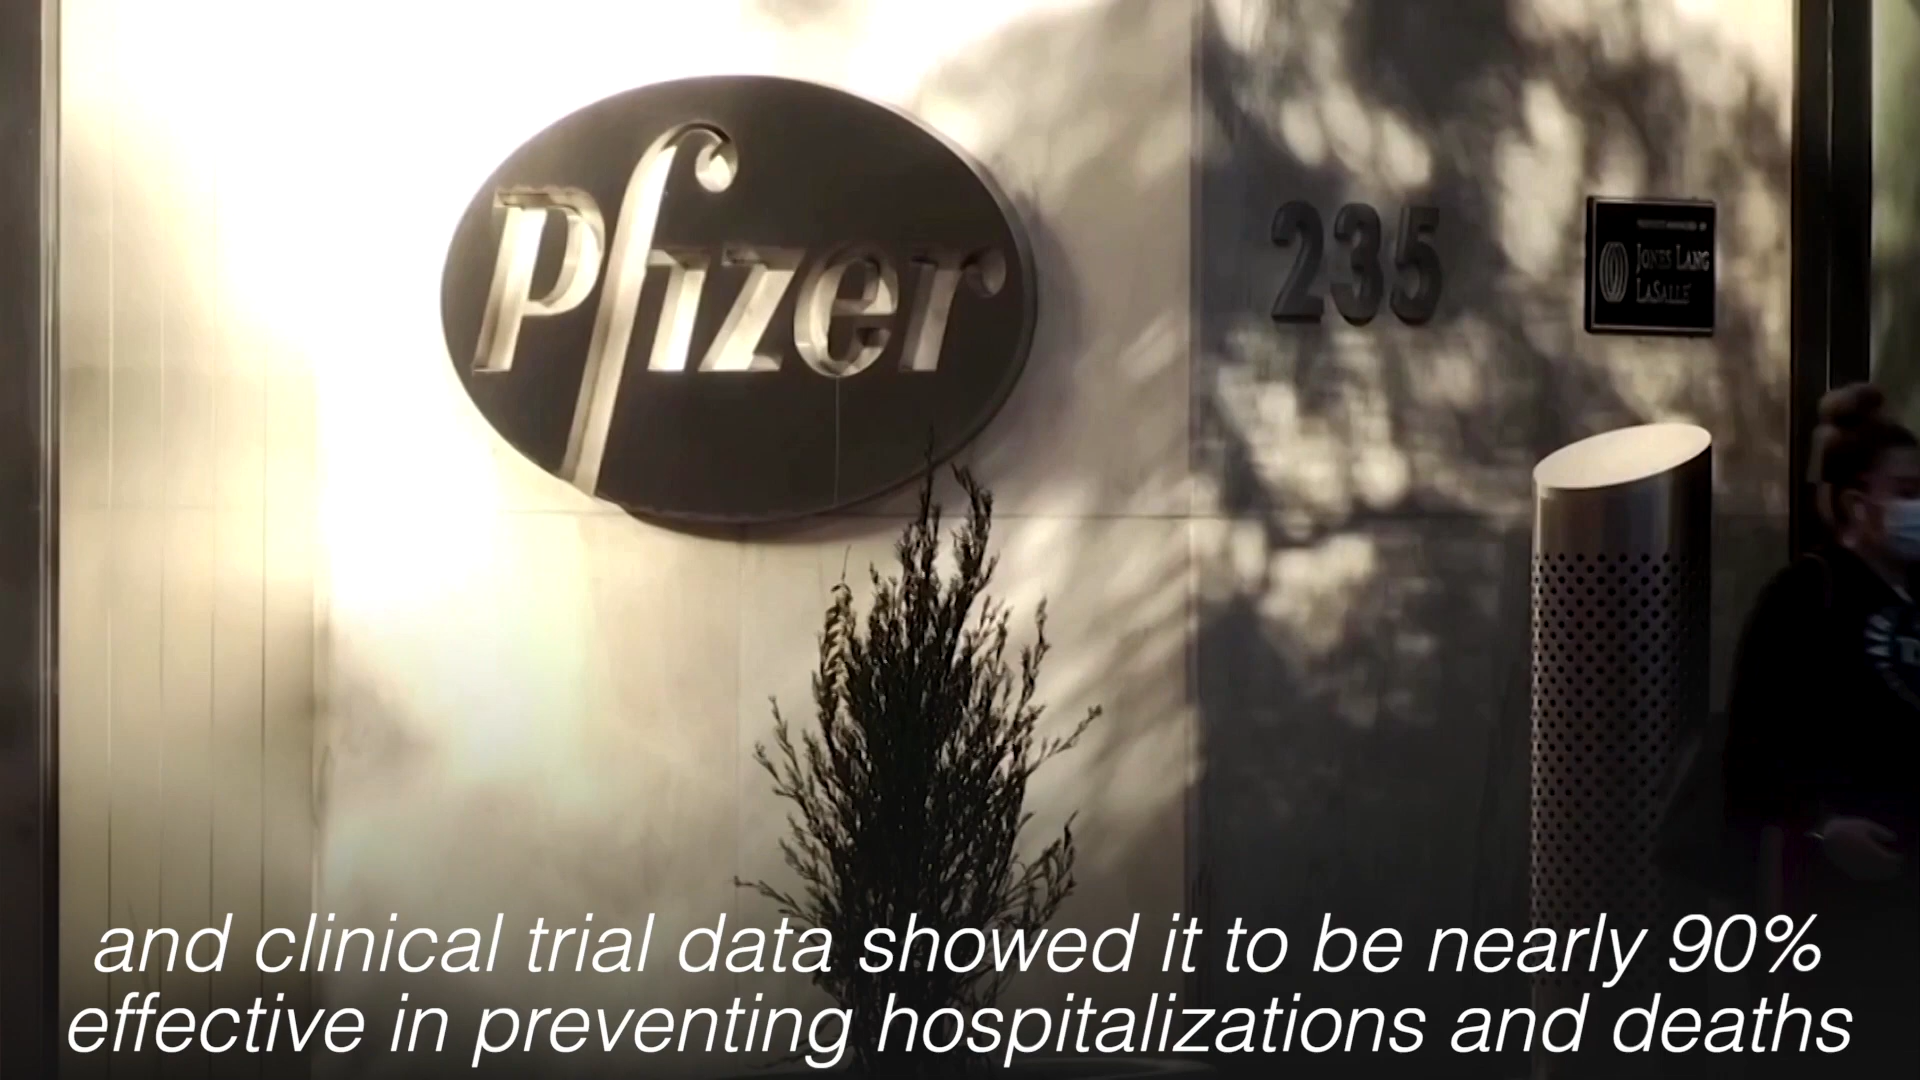 Pfizer
235
JONES LANG
LASALLE
and clinical trial data showed it to be nearly 90%
effective in preventing hospitalizations and deaths